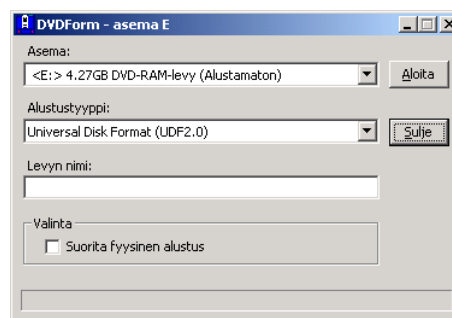 DVDForm - asema E
Asema:
<E:> 4.27GB DVD-RAM-levy (Alustamaton)
Aloita
Alustustyyppi:
Universal Disk Format (UDF2.0)
Sulje
Levyn nimi:
Valinta
Suorita fyysinen alustus